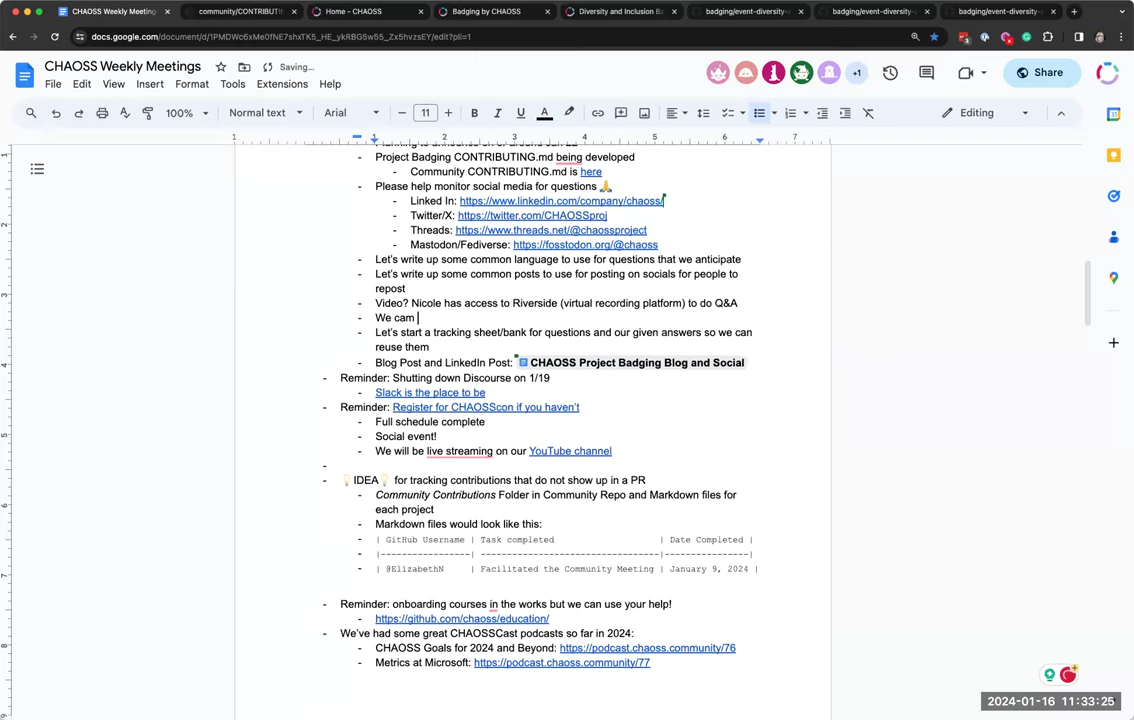 CHAOSS Weekly Meetings
community/CONTRIBUTI
Home - CHAOSS
Badging by CHAOSS
Diversity and Inclusion Ba
badging/event-diversity-
badging/event-diversity-
badging/event-diversity-
docs.google.com/document/d/1PMDWc6xMe0fNE7shxTK5_HE_ykRBG5w55_Zx5hvzsEY/edit?pli=1
CHAOSS Weekly Meetings
Saving...
File Edit View Insert Format Tools Extensions Help
+1
Share
100%
Normal text
Arial
11
Editing
1 1 2 3 4 5 6 7
- Project Badging CONTRIBUTING.md being developed
- Community CONTRIBUTING.md is here
- Please help monitor social media for questions 🙏
- Linked In: https://www.linkedin.com/company/chaoss/
- Twitter/X: https://twitter.com/CHAOSSproj
- Threads: https://www.threads.net/@chaossproject
- Mastodon/Fediverse: https://fosstodon.org/@chaoss
- Let's write up some common language to use for questions that we anticipate
- Let's write up some common posts to use for posting on socials for people to
repost
- Video? Nicole has access to Riverside (virtual recording platform) to do Q&A
- We cam
- Let's start a tracking sheet/bank for questions and our given answers so we can
reuse them
- Blog Post and LinkedIn Post: CHAOSS Project Badging Blog and Social
- Reminder: Shutting down Discourse on 1/19
- Slack is the place to be
- Reminder: Register for CHAOSScon if you haven't
- Full schedule complete
- Social event!
- We will be live streaming on our YouTube channel
-
- 💡IDEA💡 for tracking contributions that do not show up in a PR
- Community Contributions Folder in Community Repo and Markdown files for
each project
- Markdown files would look like this:
- | GitHub Username | Task completed | Date Completed |
- |-----------------| ----------------------------------|---------------|
- | @ElizabethN | Facilitated the Community Meeting | January 9, 2024 |
- Reminder: onboarding courses in the works but we can use your help!
- https://github.com/chaoss/education/
- We've had some great CHAOSSCast podcasts so far in 2024:
- CHAOSS Goals for 2024 and Beyond: https://podcast.chaoss.community/76
- Metrics at Microsoft: https://podcast.chaoss.community/77
2024-01-16 11:33:25